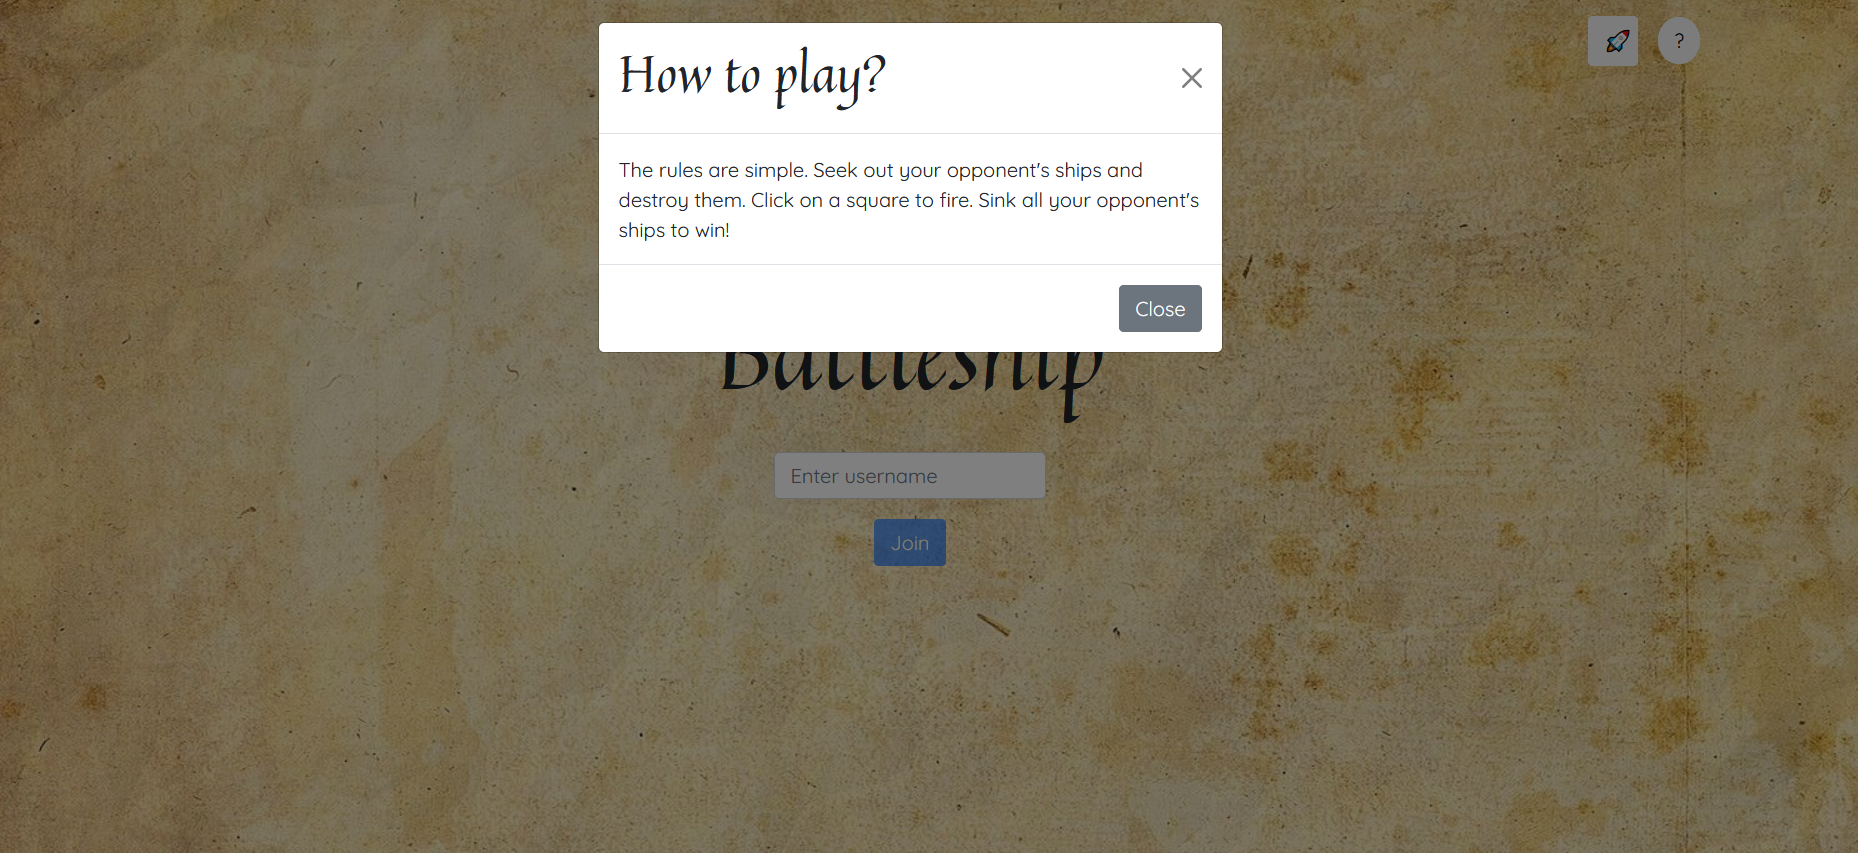 How to play?
?
The rules are simple. Seek out your opponent's ships and
destroy them. Click on a square to fire. Sink all your opponent's
ships to win!
Close
Battleship
Enter username
Join